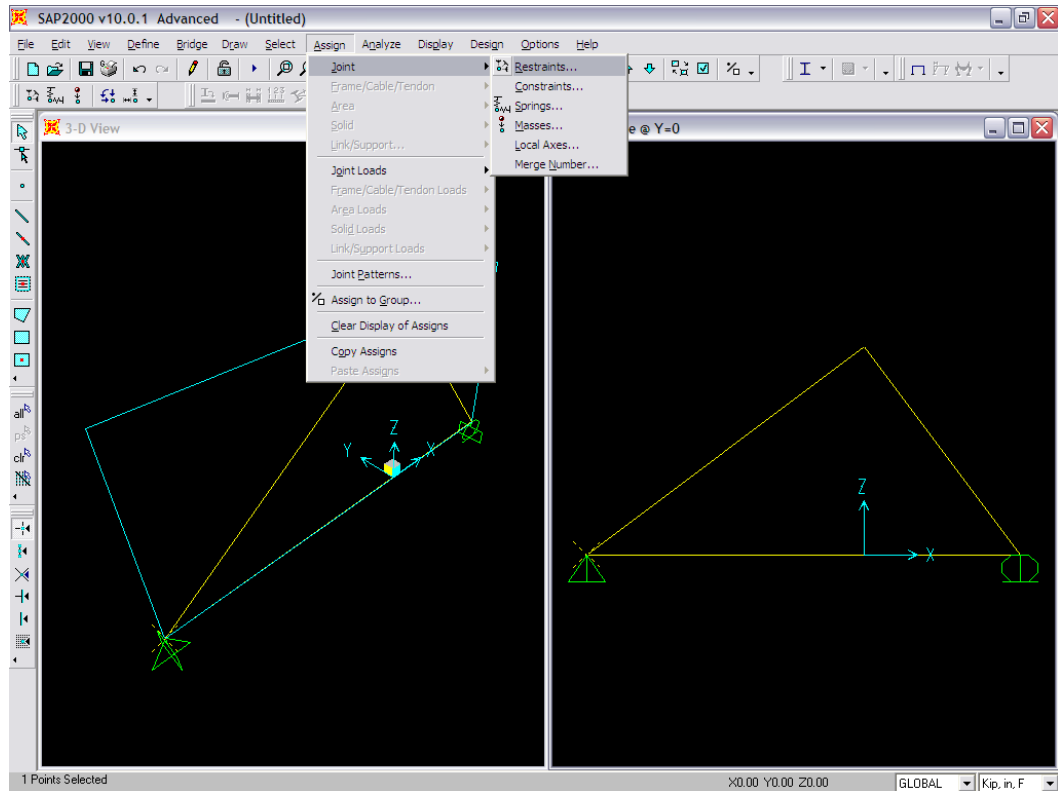 SAP2000 v10.0.1 Advanced - (Untitled)
File Edit View Define Bridge Draw Select Assign Analyze Display Design Options Help
Joint
Frame/Cable/Tendon
Area
Solid
Link/Support...
Joint Loads
Frame/Cable/Tendon Loads
Area Loads
Solid Loads
Link/Support Loads
Joint Patterns...
Assign to Group...
Clear Display of Assigns
Copy Assigns
Paste Assigns
Restraints...
Constraints...
Springs...
Masses...
Local Axes...
Merge Number...
3-D View
e @ Y=0
all
ps
clr
Z
Y
X
Z
X
1 Points Selected
X0.00 Y0.00 Z0.00
GLOBAL
Kip, in, F